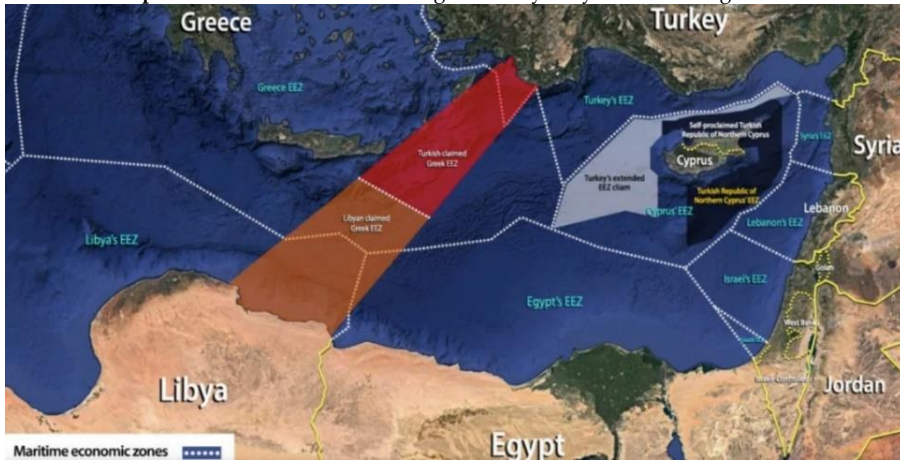 Greece
Turkey
Greece EEZ
Turkey's EEZ
Self-proclaimed Turkish
Republic of Northern Cyprus
Syria's EEZ
Syria
Cyprus
Turkish claimed
Greek EEZ
Turkey's extended
EEZ cliam
Turkish Republic of
Northern Cyprus' EEZ
Cyprus' EEZ
Lebanon
Lebanon's EEZ
Libyan claimed
Greek EEZ
Libya's EEZ
Golan
Israel's EEZ
Egypt's EEZ
West Bank
Libya
Jordan
Egypt
Maritime economic zones